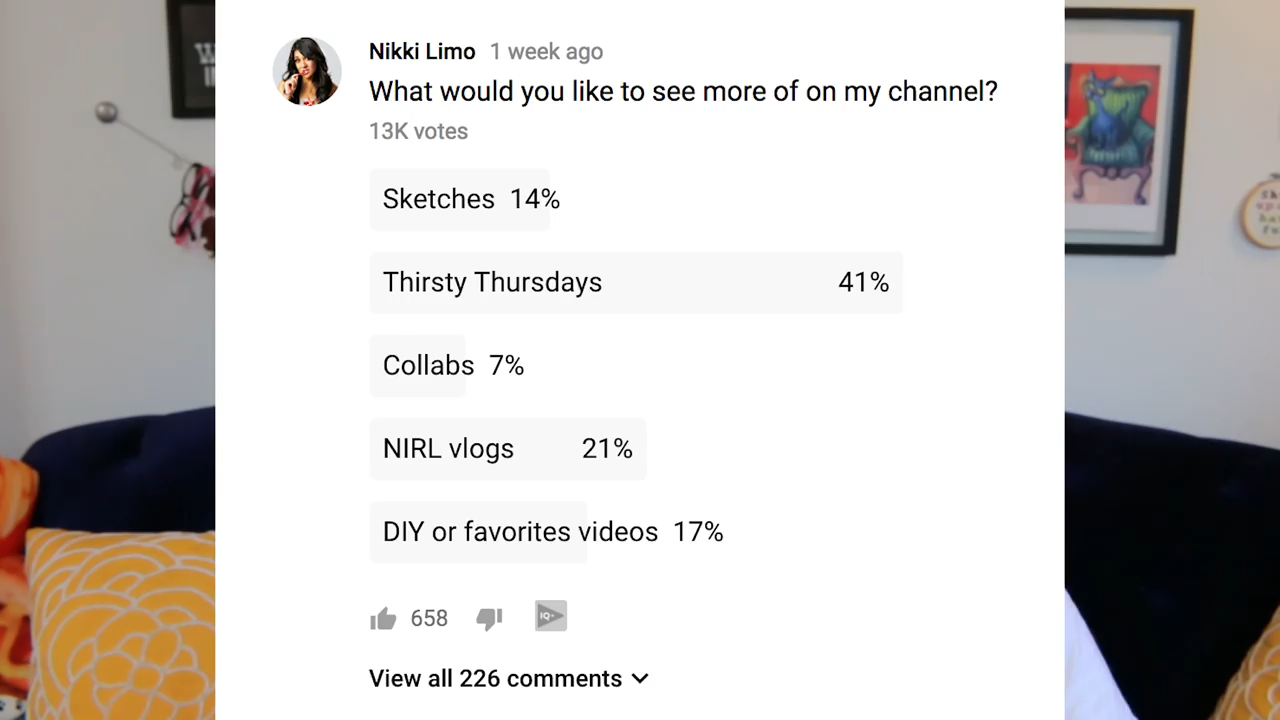 Nikki Limo 1 week ago
What would you like to see more of on my channel?
13K votes
Sketches 14%
Thirsty Thursdays 41%
Collabs 7%
NIRL vlogs 21%
DIY or favorites videos 17%
658
IQ+
View all 226 comments